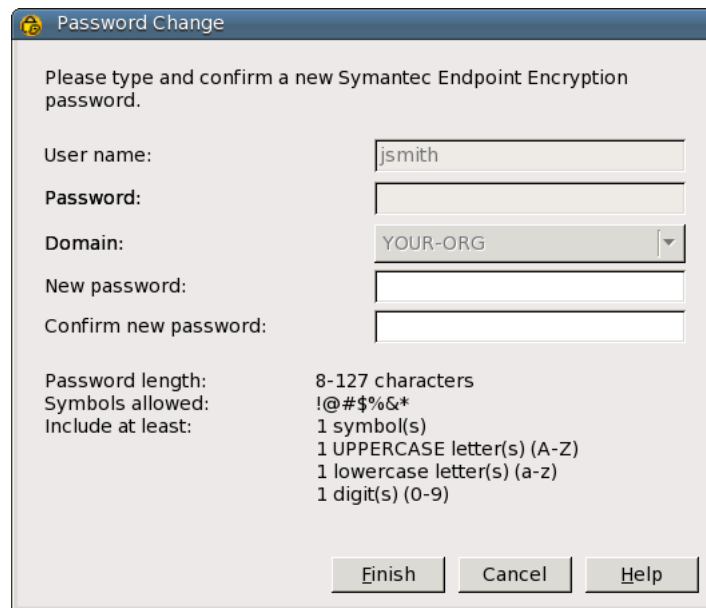 Password Change
Please type and confirm a new Symantec Endpoint Encryption
password.
User name: jsmith
Password:
Domain: YOUR-ORG
New password:
Confirm new password:
Password length: 8-127 characters
Symbols allowed: !@#$%&*
Include at least: 1 symbol(s)
1 UPPERCASE letter(s) (A-Z)
1 lowercase letter(s) (a-z)
1 digit(s) (0-9)
Finish Cancel Help